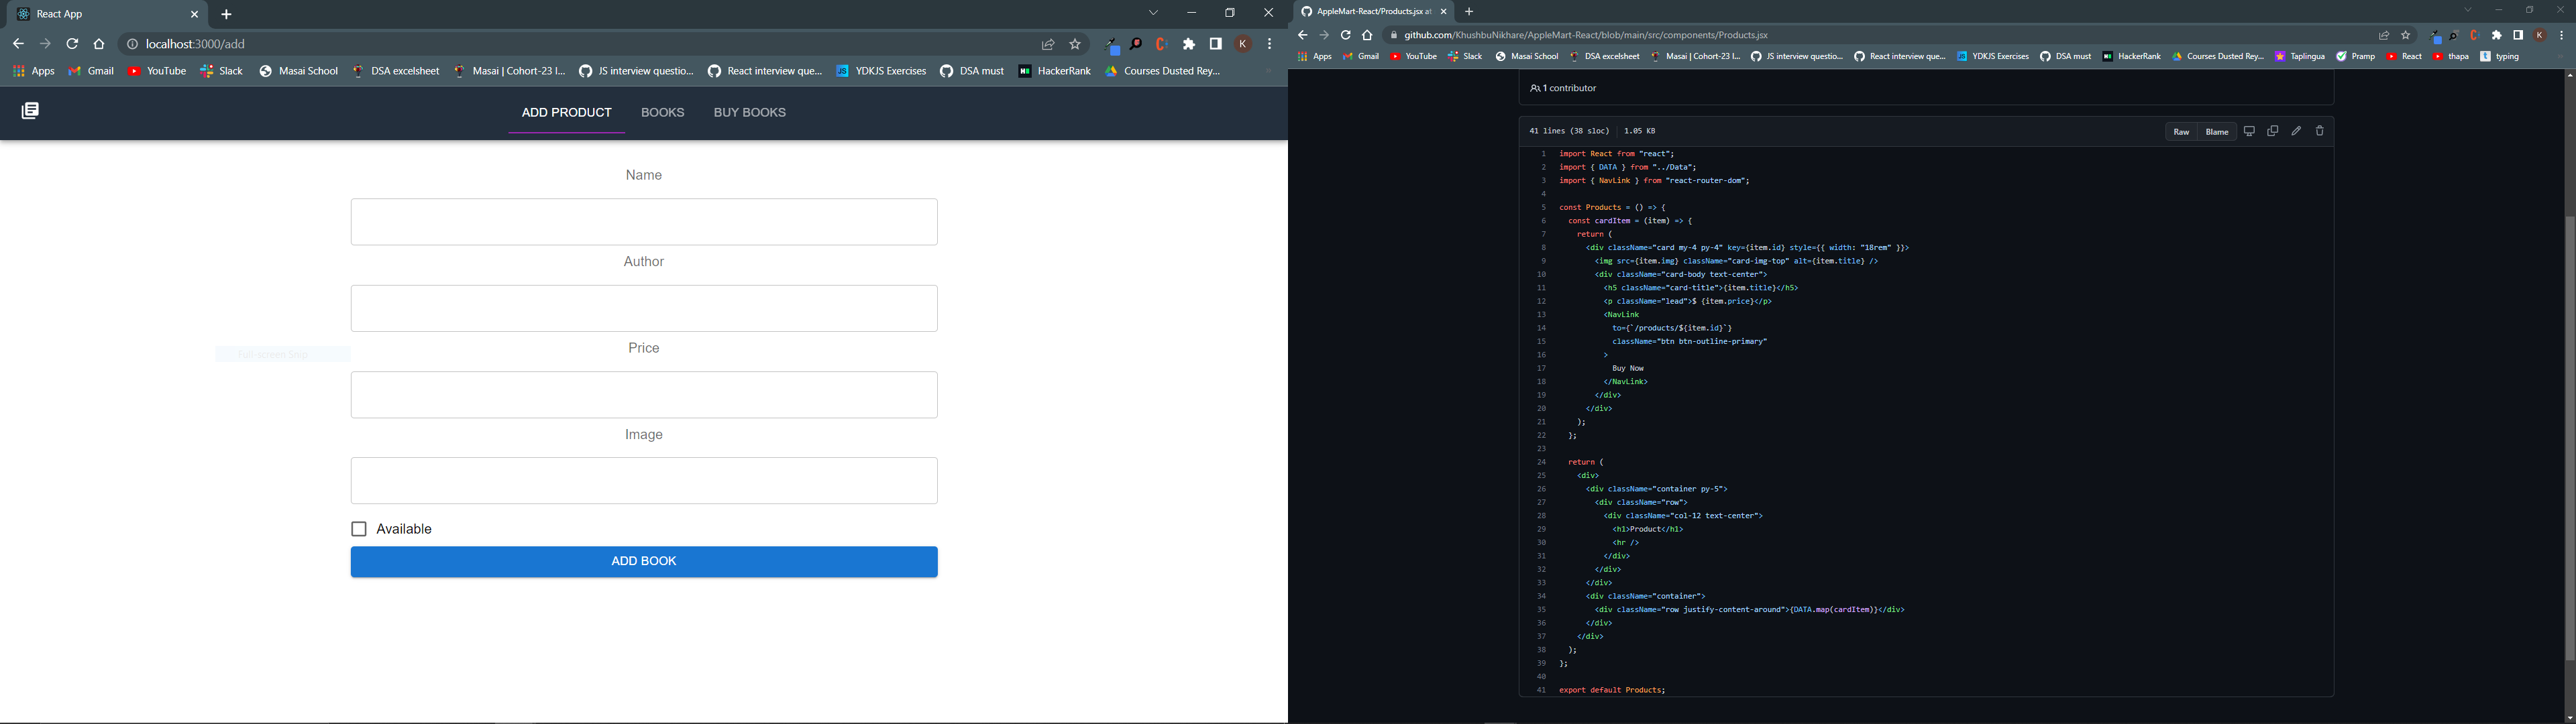 React App
localhost:3000/add
Apps Gmail YouTube Slack Masai School DSA excelsheet Masai | Cohort-23 I... JS interview questio... React interview que... YDKJS Exercises DSA must HackerRank Courses Dusted Rey...
ADD PRODUCT BOOKS BUY BOOKS
Name
Author
Full-screen Snip
Price
Image
Available
ADD BOOK
AppleMart-React/Products.jsx at
github.com/KhushbuNikhare/AppleMart-React/blob/main/src/components/Products.jsx
Apps Gmail YouTube Slack Masai School DSA excelsheet Masai | Cohort-23 I... JS interview questio... React interview que... YDKJS Exercises DSA must HackerRank Courses Dusted Rey... Taplingua Pramp React thapa typing
1 contributor
41 lines (38 sloc) 1.05 KB Raw Blame
1 import React from "react";
2 import { DATA } from "../Data";
3 import { NavLink } from "react-router-dom";
4
5 const Products = () => {
6 const cardItem = (item) => {
7 return (
8 <div className="card my-4 py-4" key={item.id} style={{ width: "18rem" }}>
9 <img src={item.img} className="card-img-top" alt={item.title} />
10 <div className="card-body text-center">
11 <h5 className="card-title">{item.title}</h5>
12 <p className="lead">$ {item.price}</p>
13 <NavLink
14 to={`/products/${item.id}`}
15 className="btn btn-outline-primary"
16 >
17 Buy Now
18 </NavLink>
19 </div>
20 </div>
21 );
22 };
23
24 return (
25 <div>
26 <div className="container py-5">
27 <div className="row">
28 <div className="col-12 text-center">
29 <h1>Product</h1>
30 <hr />
31 </div>
32 </div>
33 </div>
34 <div className="container">
35 <div className="row justify-content-around">{DATA.map(cardItem)}</div>
36 </div>
37 </div>
38 );
39 };
40
41 export default Products;